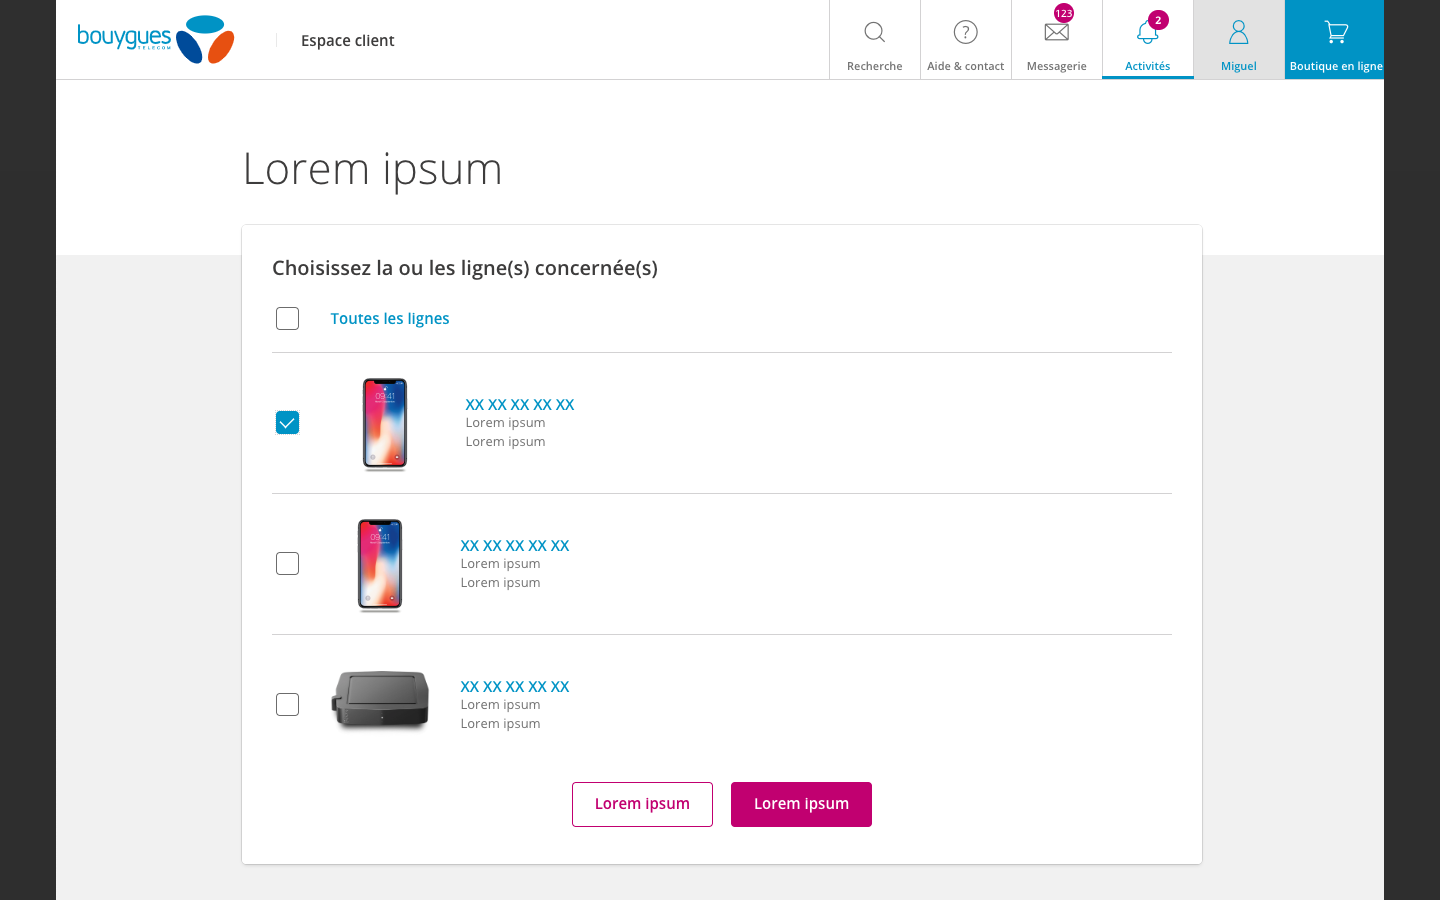 bouygues
TELECOM
Espace client
Recherche
Aide & contact
123
Messagerie
2
Activités
Miguel
Boutique en ligne
Lorem ipsum
Choisissez la ou les ligne(s) concernée(s)
Toutes les lignes
09:41
XX XX XX XX XX
Lorem ipsum
Lorem ipsum
09:41
XX XX XX XX XX
Lorem ipsum
Lorem ipsum
XX XX XX XX XX
Lorem ipsum
Lorem ipsum
Lorem ipsum
Lorem ipsum